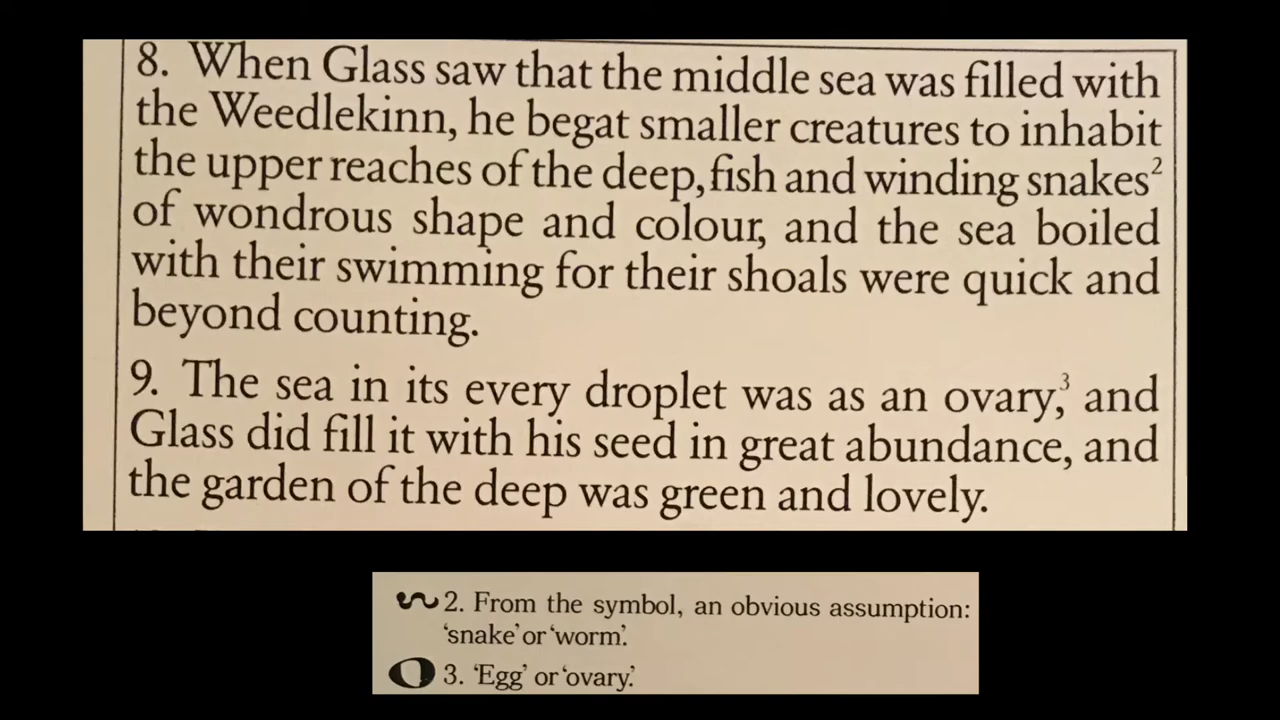 8. When Glass saw that the middle sea was filled with
the Weedlekinn, he begat smaller creatures to inhabit
the upper reaches of the deep, fish and winding snakes²
of wondrous shape and colour, and the sea boiled
with their swimming for their shoals were quick and
beyond counting.
9. The sea in its every droplet was as an ovary,³ and
Glass did fill it with his seed in great abundance, and
the garden of the deep was green and lovely.
2. From the symbol, an obvious assumption:
‘snake’ or ‘worm’.
3. ‘Egg’ or ‘ovary.’